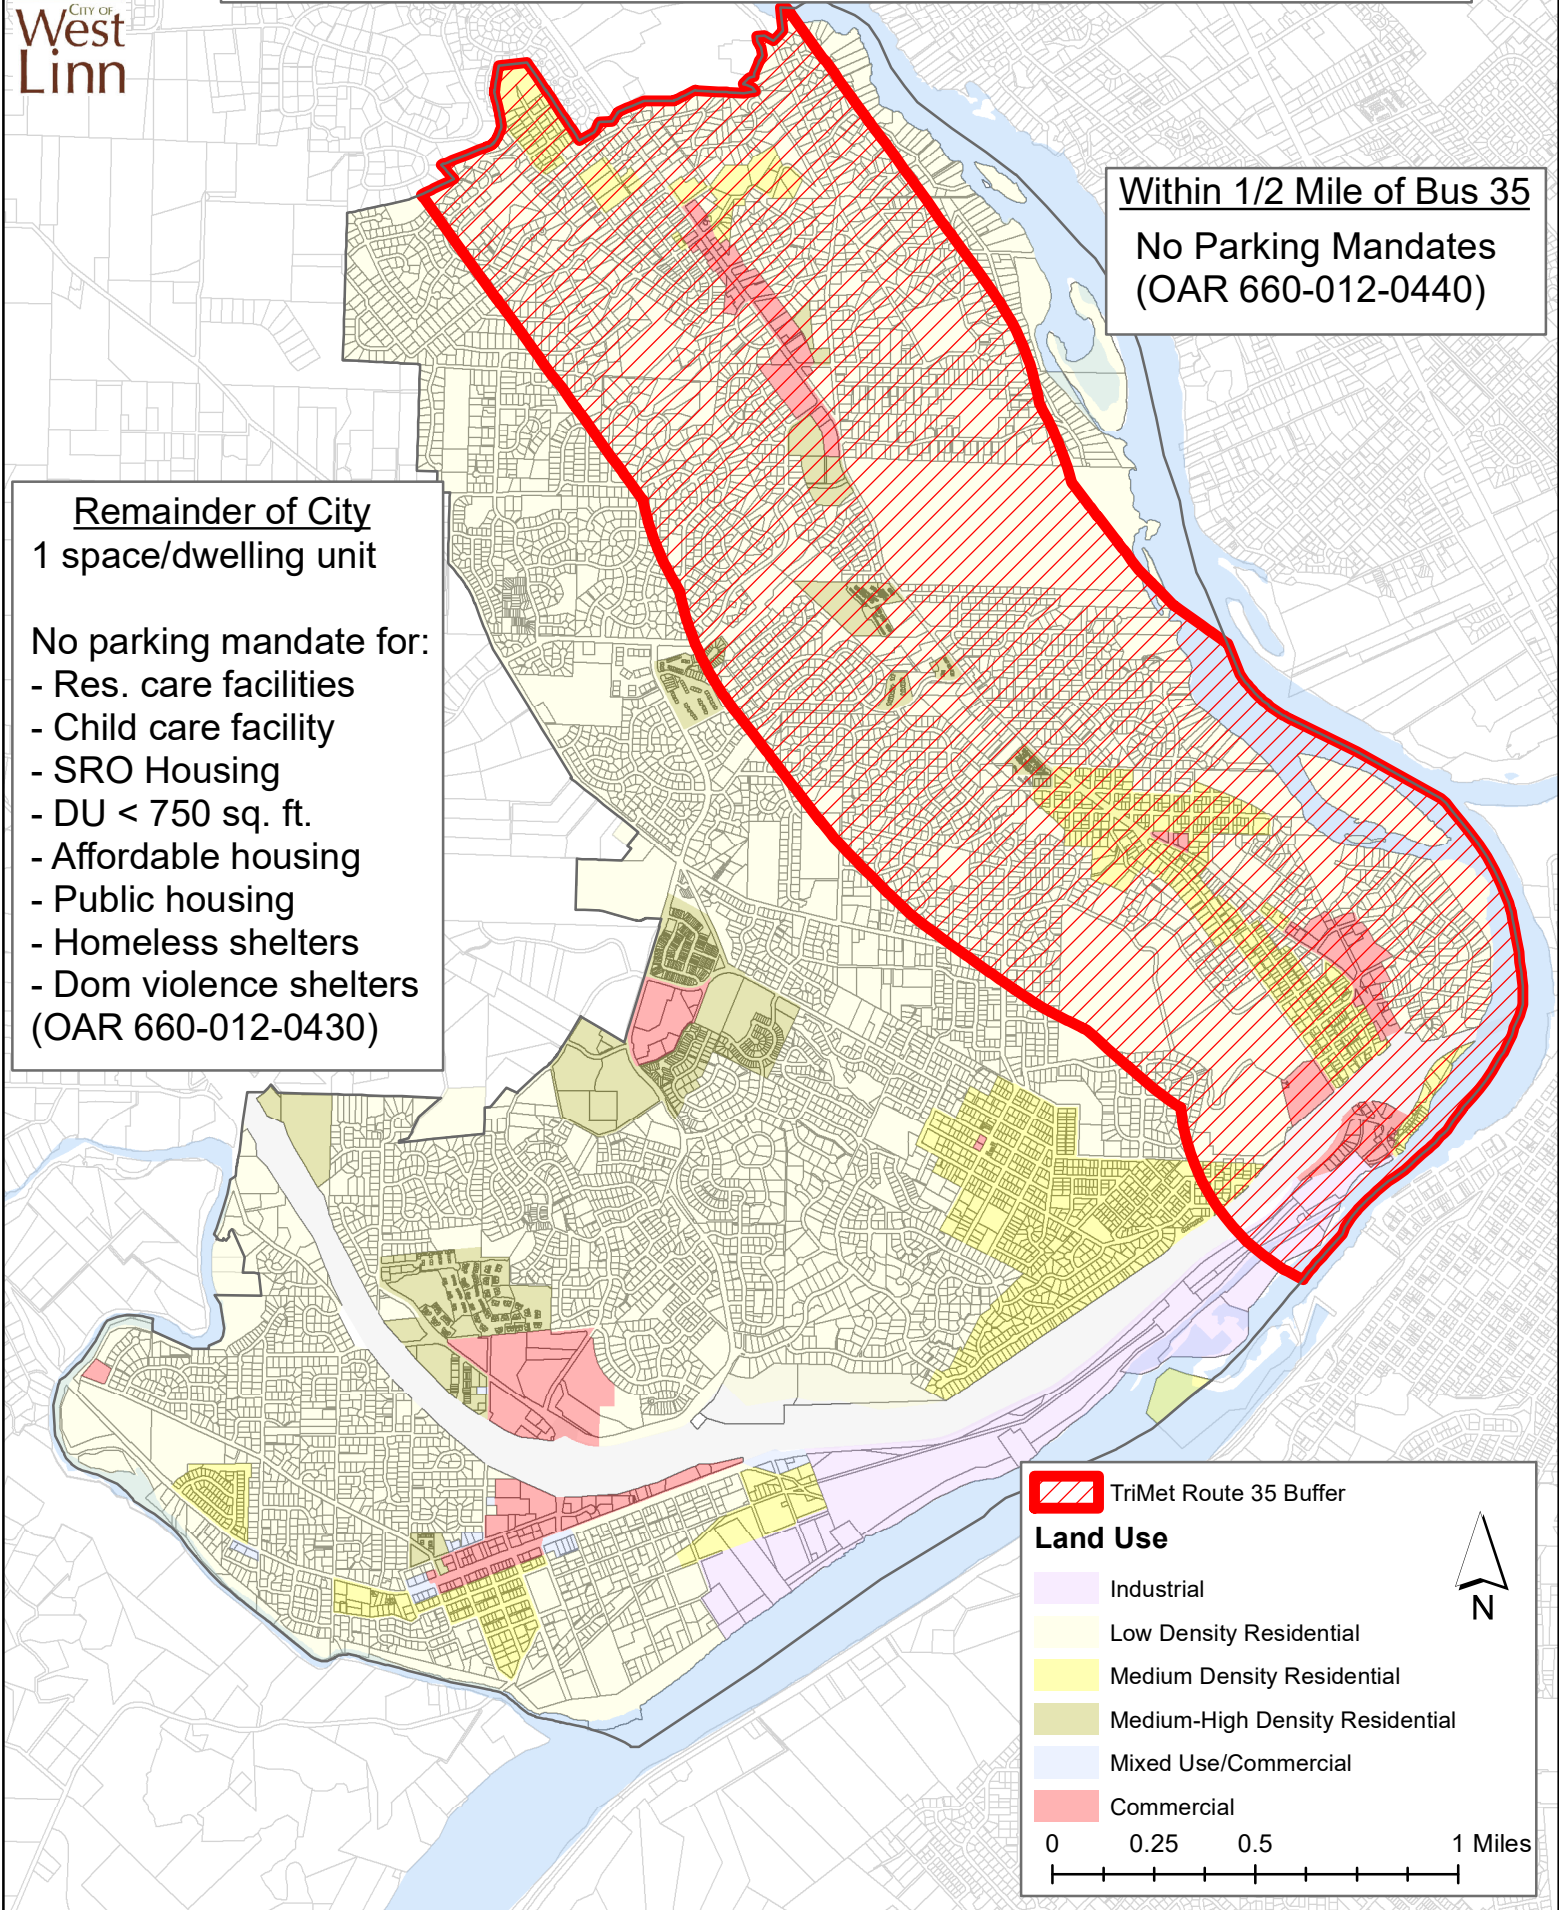 CITY OF
West
Linn
Within 1/2 Mile of Bus 35
No Parking Mandates
(OAR 660-012-0440)
Remainder of City
1 space/dwelling unit
No parking mandate for:
- Res. care facilities
- Child care facility
- SRO Housing
- DU < 750 sq. ft.
- Affordable housing
- Public housing
- Homeless shelters
- Dom violence shelters
(OAR 660-012-0430)
TriMet Route 35 Buffer
Land Use
Industrial
Low Density Residential
Medium Density Residential
Medium-High Density Residential
Mixed Use/Commercial
Commercial
N
0 0.25 0.5 1 Miles